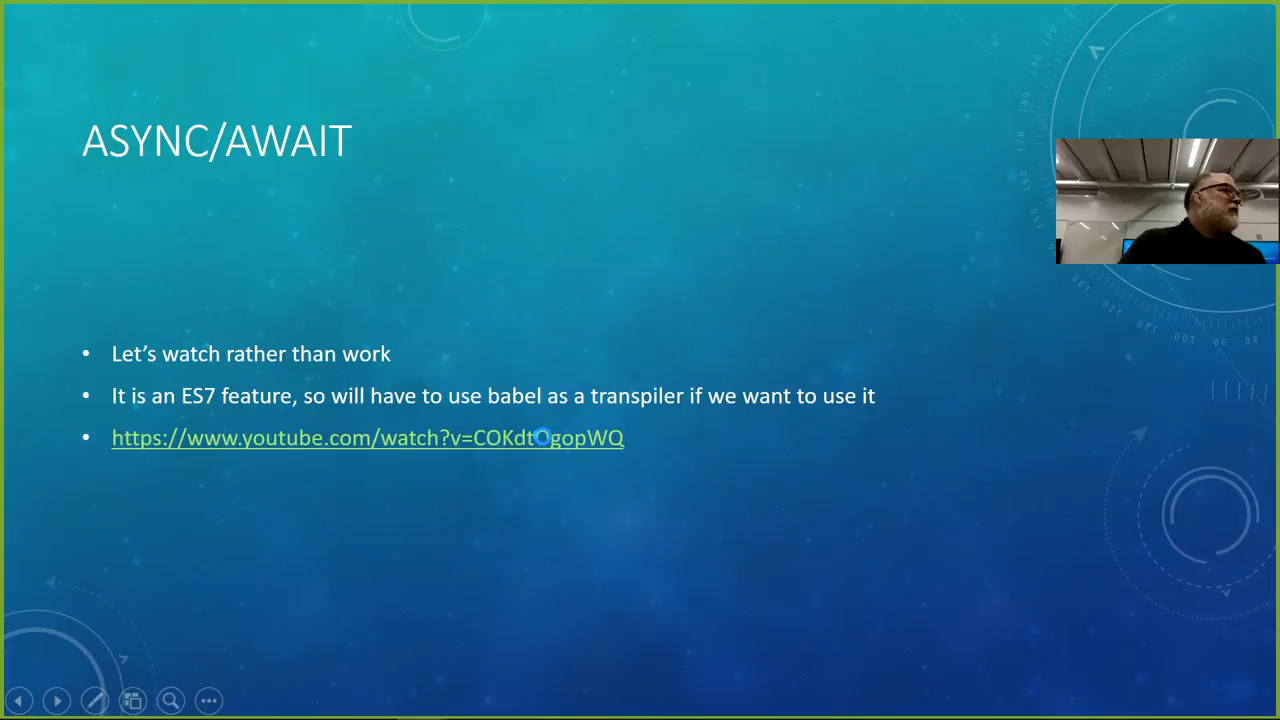 ASYNC/AWAIT
• Let's watch rather than work
• It is an ES7 feature, so will have to use babel as a transpiler if we want to use it